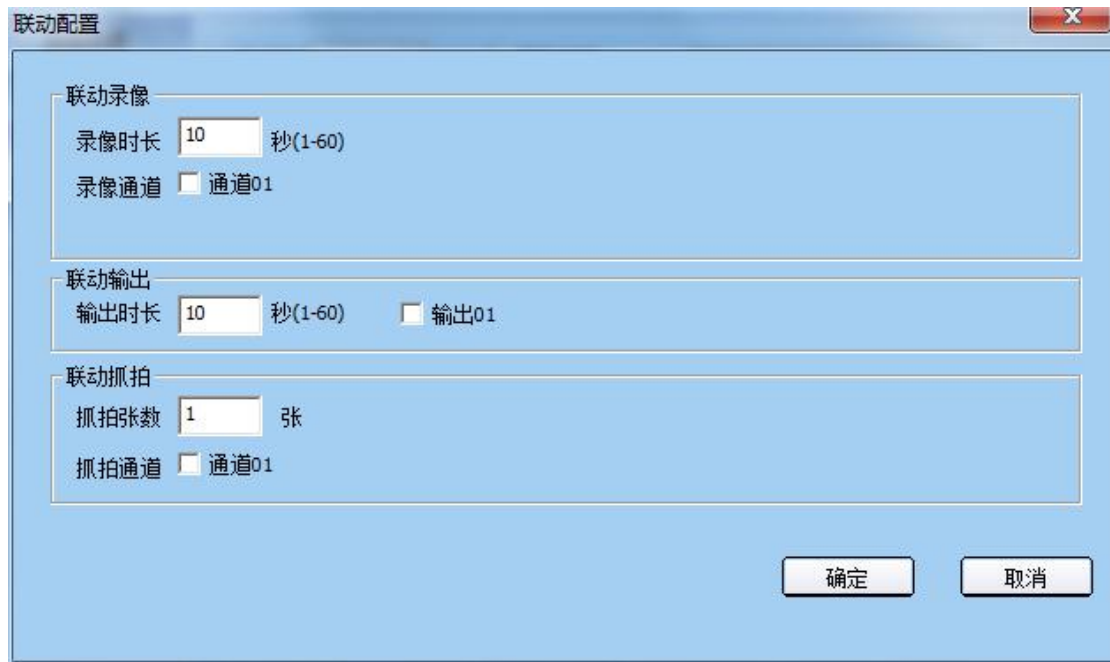 联动配置
联动录像
录像时长 10 秒(1-60)
录像通道 通道01
联动输出
输出时长 10 秒(1-60) 输出01
联动抓拍
抓拍张数 1 张
抓拍通道 通道01
确定 取消